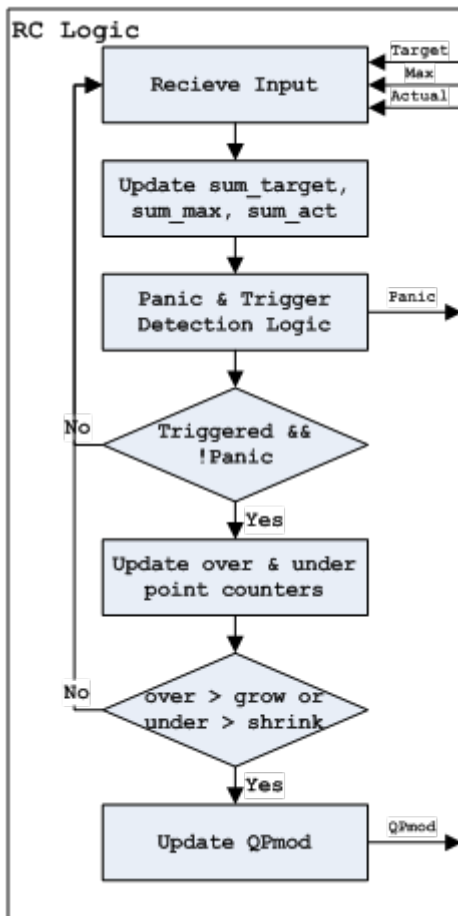 RC Logic
Target
Max
Actual
Recieve Input
Update sum_target,
sum_max, sum_act
Panic & Trigger
Detection Logic
Panic
Triggered &&
!Panic
No
Yes
Update over & under
point counters
over > grow or
under > shrink
No
Yes
Update QPmod
QPmod